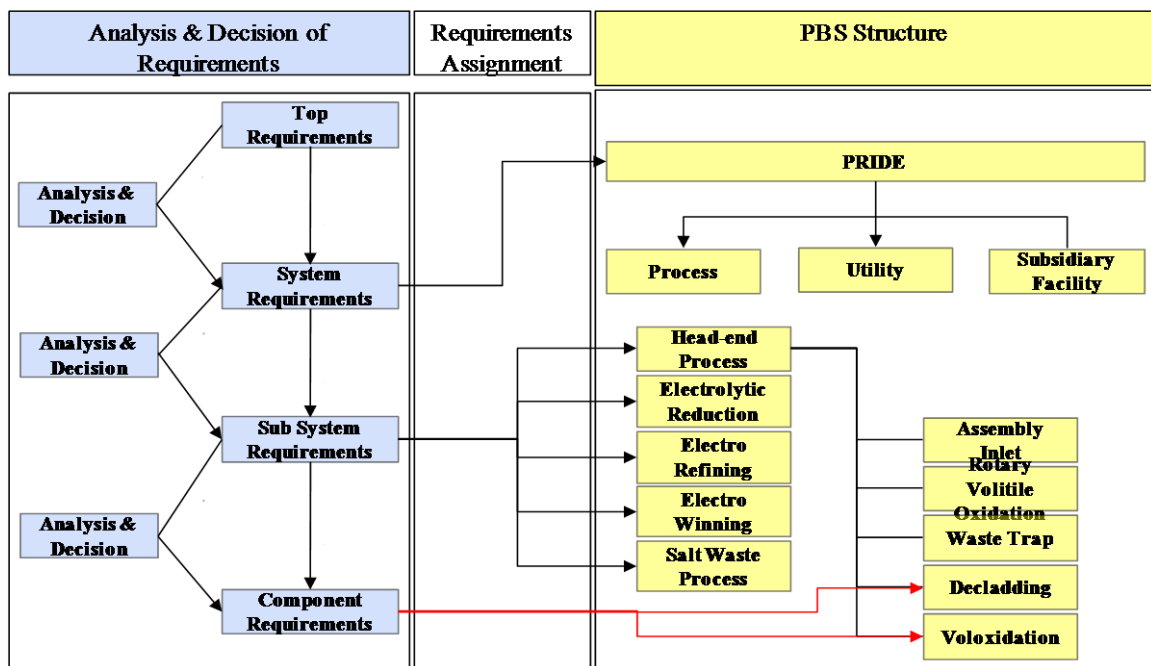 Analysis & Decision of
Requirements
Requirements
Assignment
PBS Structure
Top
Requirements
Analysis &
Decision
System
Requirements
Analysis &
Decision
Sub System
Requirements
Analysis &
Decision
Component
Requirements
PRIDE
Process
Utility
Subsidiary
Facility
Head-end
Process
Electrolytic
Reduction
Electro
Refining
Electro
Winning
Salt Waste
Process
Assembly
Inlet
Rotary
Volitile
Oxidation
Waste Trap
Decladding
Voloxidation